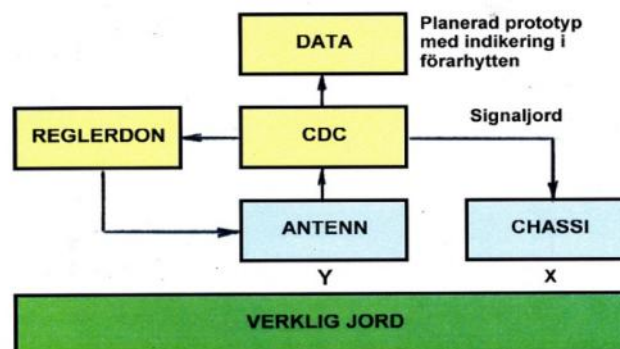 DATA
Planerad prototyp
med indikering i
förarhytten
REGLERDON
CDC
Signaljord
ANTENN
CHASSI
Y
X
VERKLIG JORD